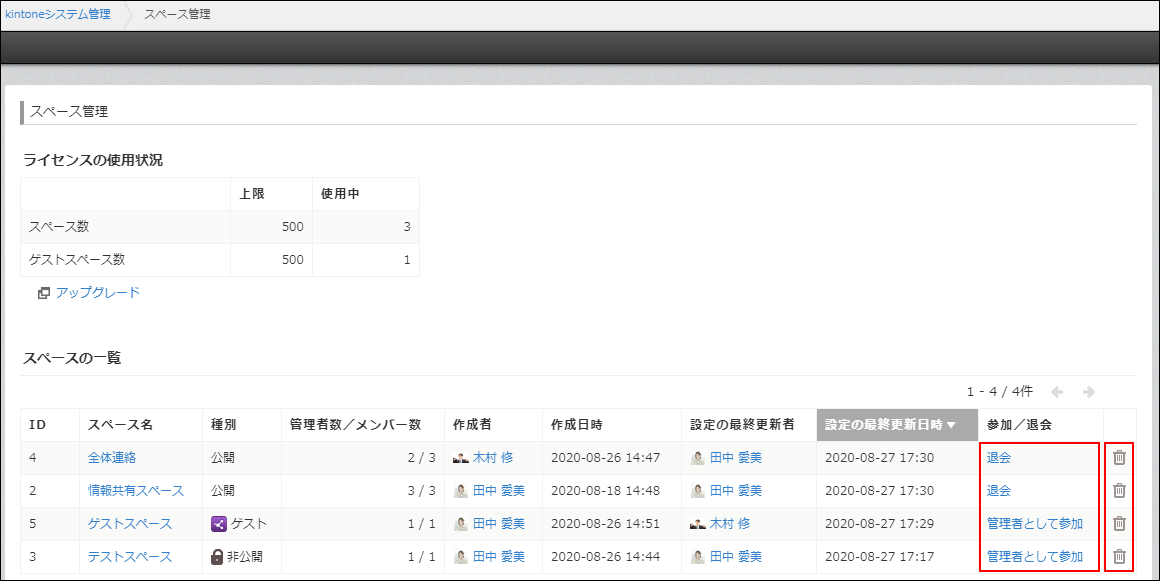 kintoneシステム管理 スペース管理
スペース管理
ライセンスの使用状況
上限 使用中
スペース数 500 3
ゲストスペース数 500 1
アップグレード
スペースの一覧
1 - 4 / 4件
ID スペース名 種別 管理者数／メンバー数 作成者 作成日時 設定の最終更新者 設定の最終更新日時▼ 参加／退会
4 全体連絡 公開 2 / 3 木村 修 2020-08-26 14:47 田中 愛美 2020-08-27 17:30 退会
2 情報共有スペース 公開 3 / 3 田中 愛美 2020-08-18 14:48 田中 愛美 2020-08-27 17:30 退会
5 ゲストスペース ゲスト 1 / 1 田中 愛美 2020-08-26 14:51 木村 修 2020-08-27 17:29 管理者として参加
3 テストスペース 非公開 1 / 1 田中 愛美 2020-08-26 14:44 田中 愛美 2020-08-27 17:17 管理者として参加